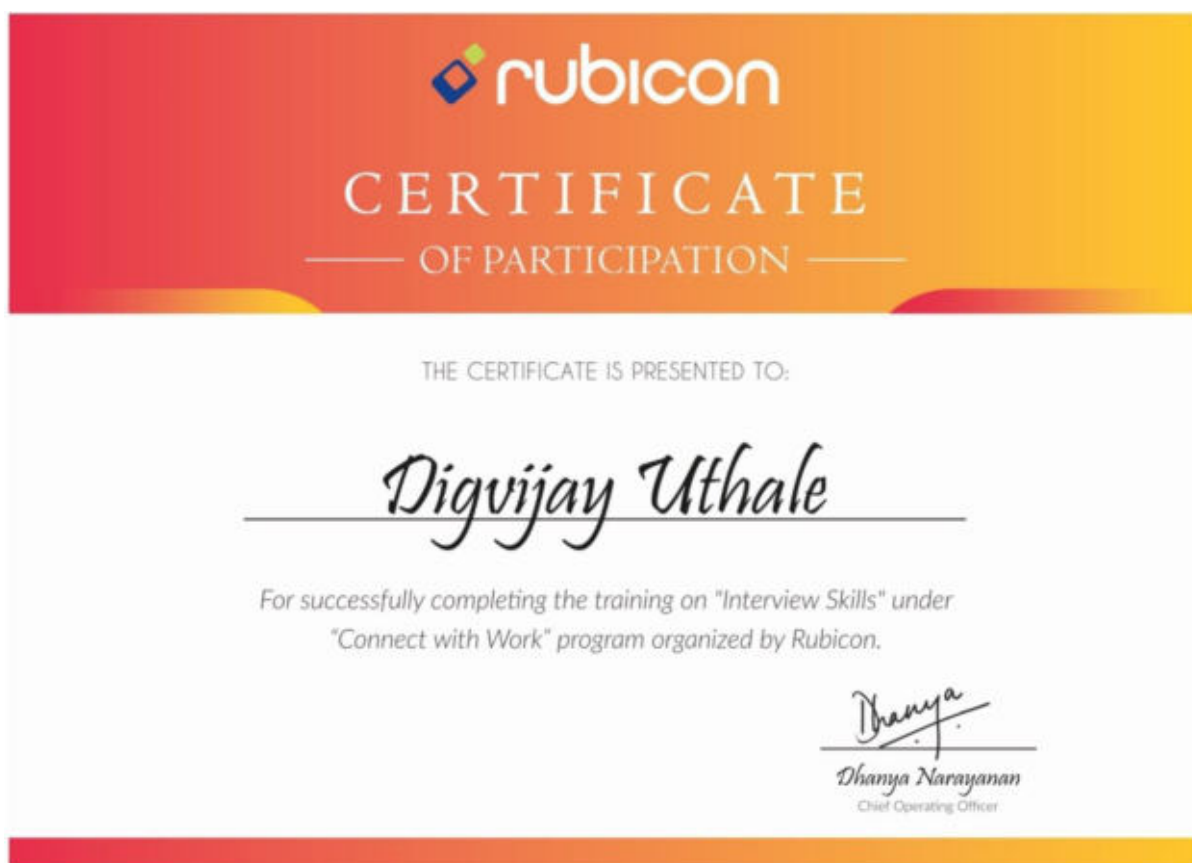 rubicon
CERTIFICATE
OF PARTICIPATION
THE CERTIFICATE IS PRESENTED TO:
Digvijay Uthale
For successfully completing the training on "Interview Skills" under
"Connect with Work" program organized by Rubicon.
Dhanya
Dhanya Narayanan
Chief Operating Officer